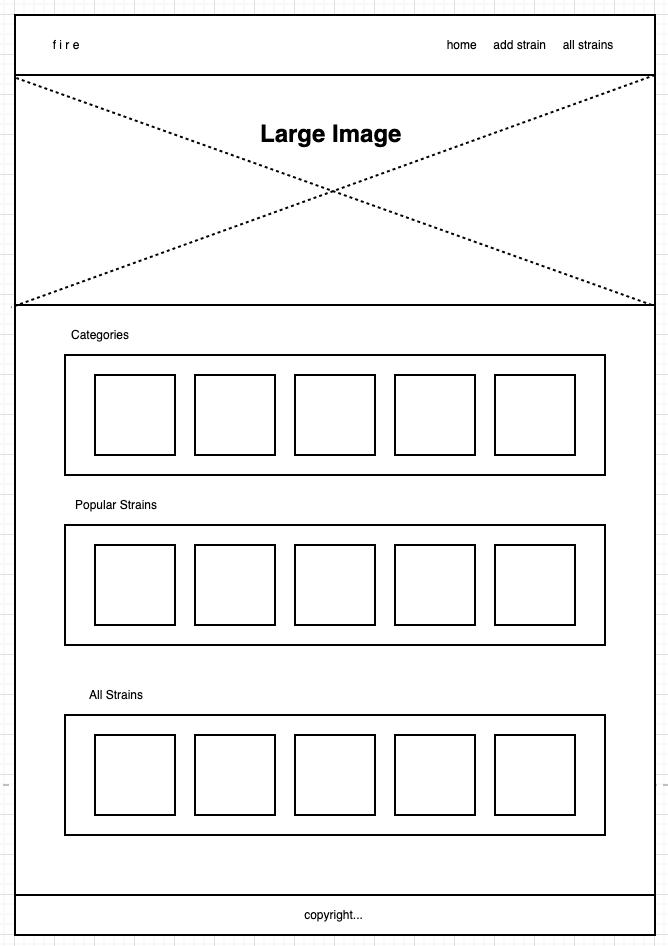 f i r e
home add strain all strains
Large Image
Categories
Popular Strains
All Strains
copyright...